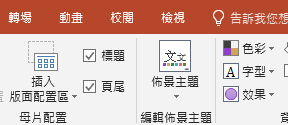 轉場 動畫 校閱 檢視 告訴我您想
插入
版面配置區
標題
頁尾
母片配置
文文
佈景主題
編輯佈景主題
色彩
A 字型
效果